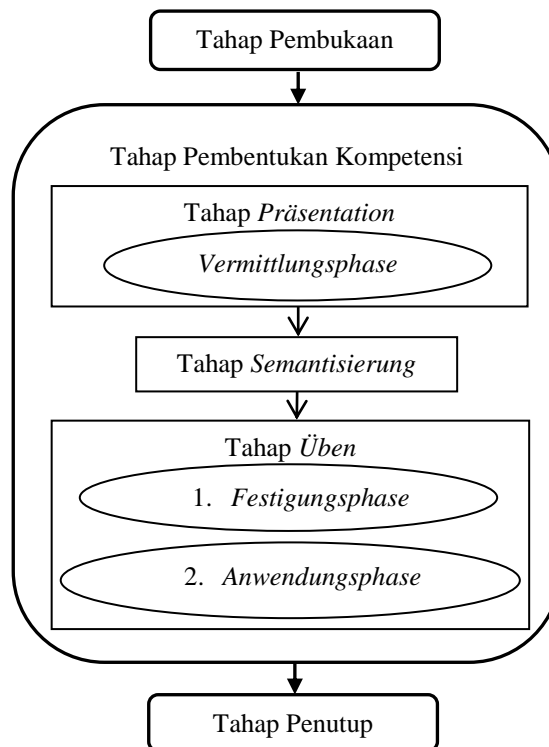 Tahap Pembukaan
Tahap Pembentukan Kompetensi
Tahap Präsentation
Vermittlungsphase
Tahap Semantisierung
Tahap Üben
1. Festigungsphase
2. Anwendungsphase
Tahap Penutup